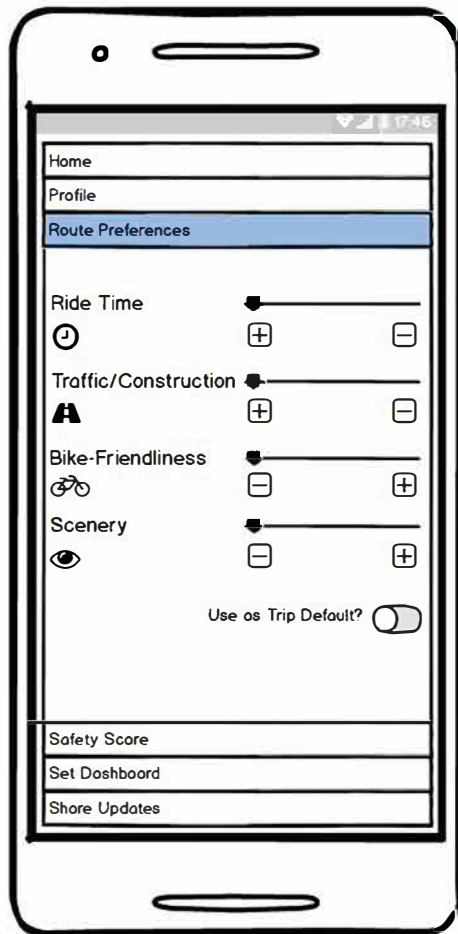 17:46
Home
Profile
Route Preferences
Ride Time
+ −
Traffic/Construction
+ −
Bike-Friendliness
− +
Scenery
− +
Use as Trip Default?
Safety Score
Set Dashboard
Share Updates